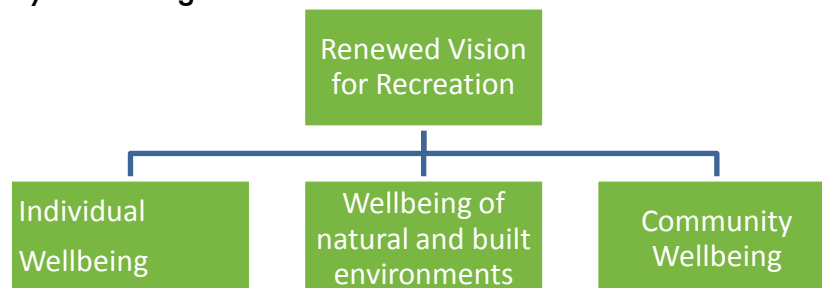 Renewed Vision
for Recreation
Individual
Wellbeing
Wellbeing of
natural and built
environments
Community
Wellbeing